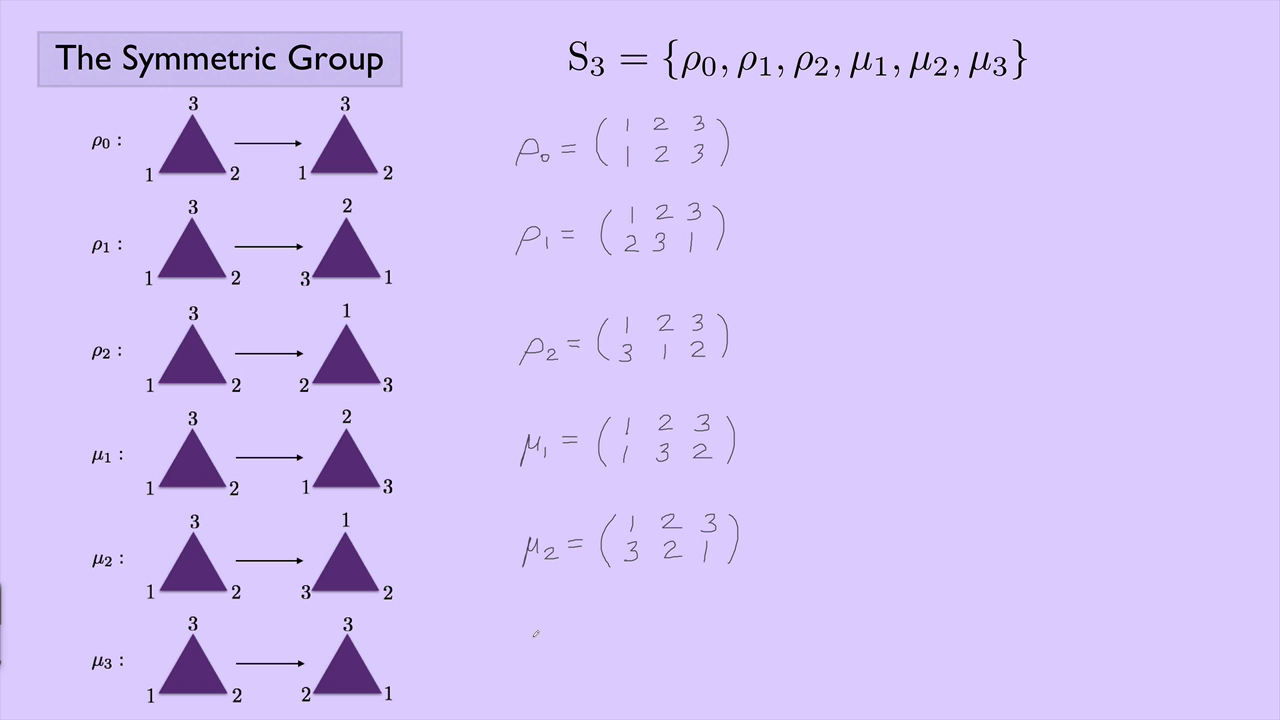 The Symmetric Group
S₃ = {ρ₀, ρ₁, ρ₂, μ₁, μ₂, μ₃}
3 3
ρ₀ :
1 2 1 2
ρ₀ = ( 1 2 3
1 2 3 )
3 2
ρ₁ :
1 2 3 1
ρ₁ = ( 1 2 3
2 3 1 )
3 1
ρ₂ :
1 2 2 3
ρ₂ = ( 1 2 3
3 1 2 )
3 2
μ₁ :
1 2 1 3
μ₁ = ( 1 2 3
1 3 2 )
3 1
μ₂ :
1 2 3 2
μ₂ = ( 1 2 3
3 2 1 )
3 3
μ₃ :
1 2 2 1